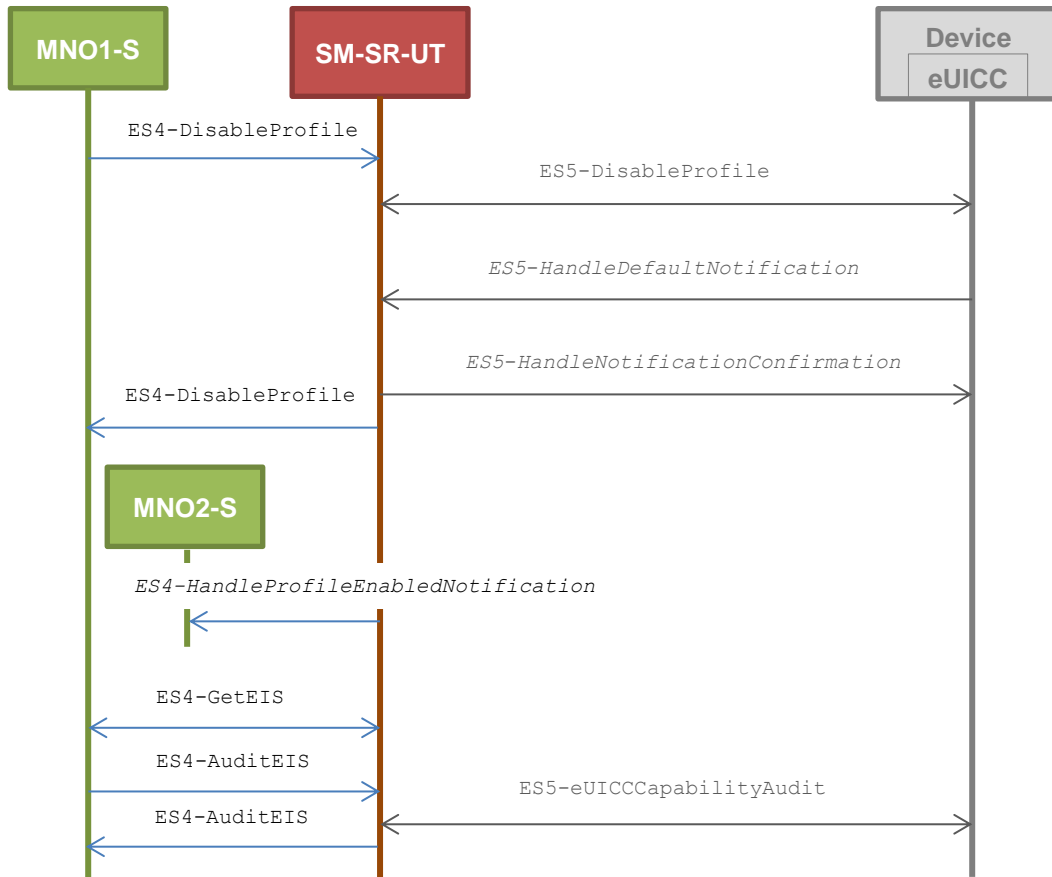 MNO1-S
SM-SR-UT
Device
eUICC
ES4-DisableProfile
ES5-DisableProfile
ES5-HandleDefaultNotification
ES5-HandleNotificationConfirmation
ES4-DisableProfile
MNO2-S
ES4-HandleProfileEnabledNotification
ES4-GetEIS
ES4-AuditEIS
ES5-eUICCCapabilityAudit
ES4-AuditEIS